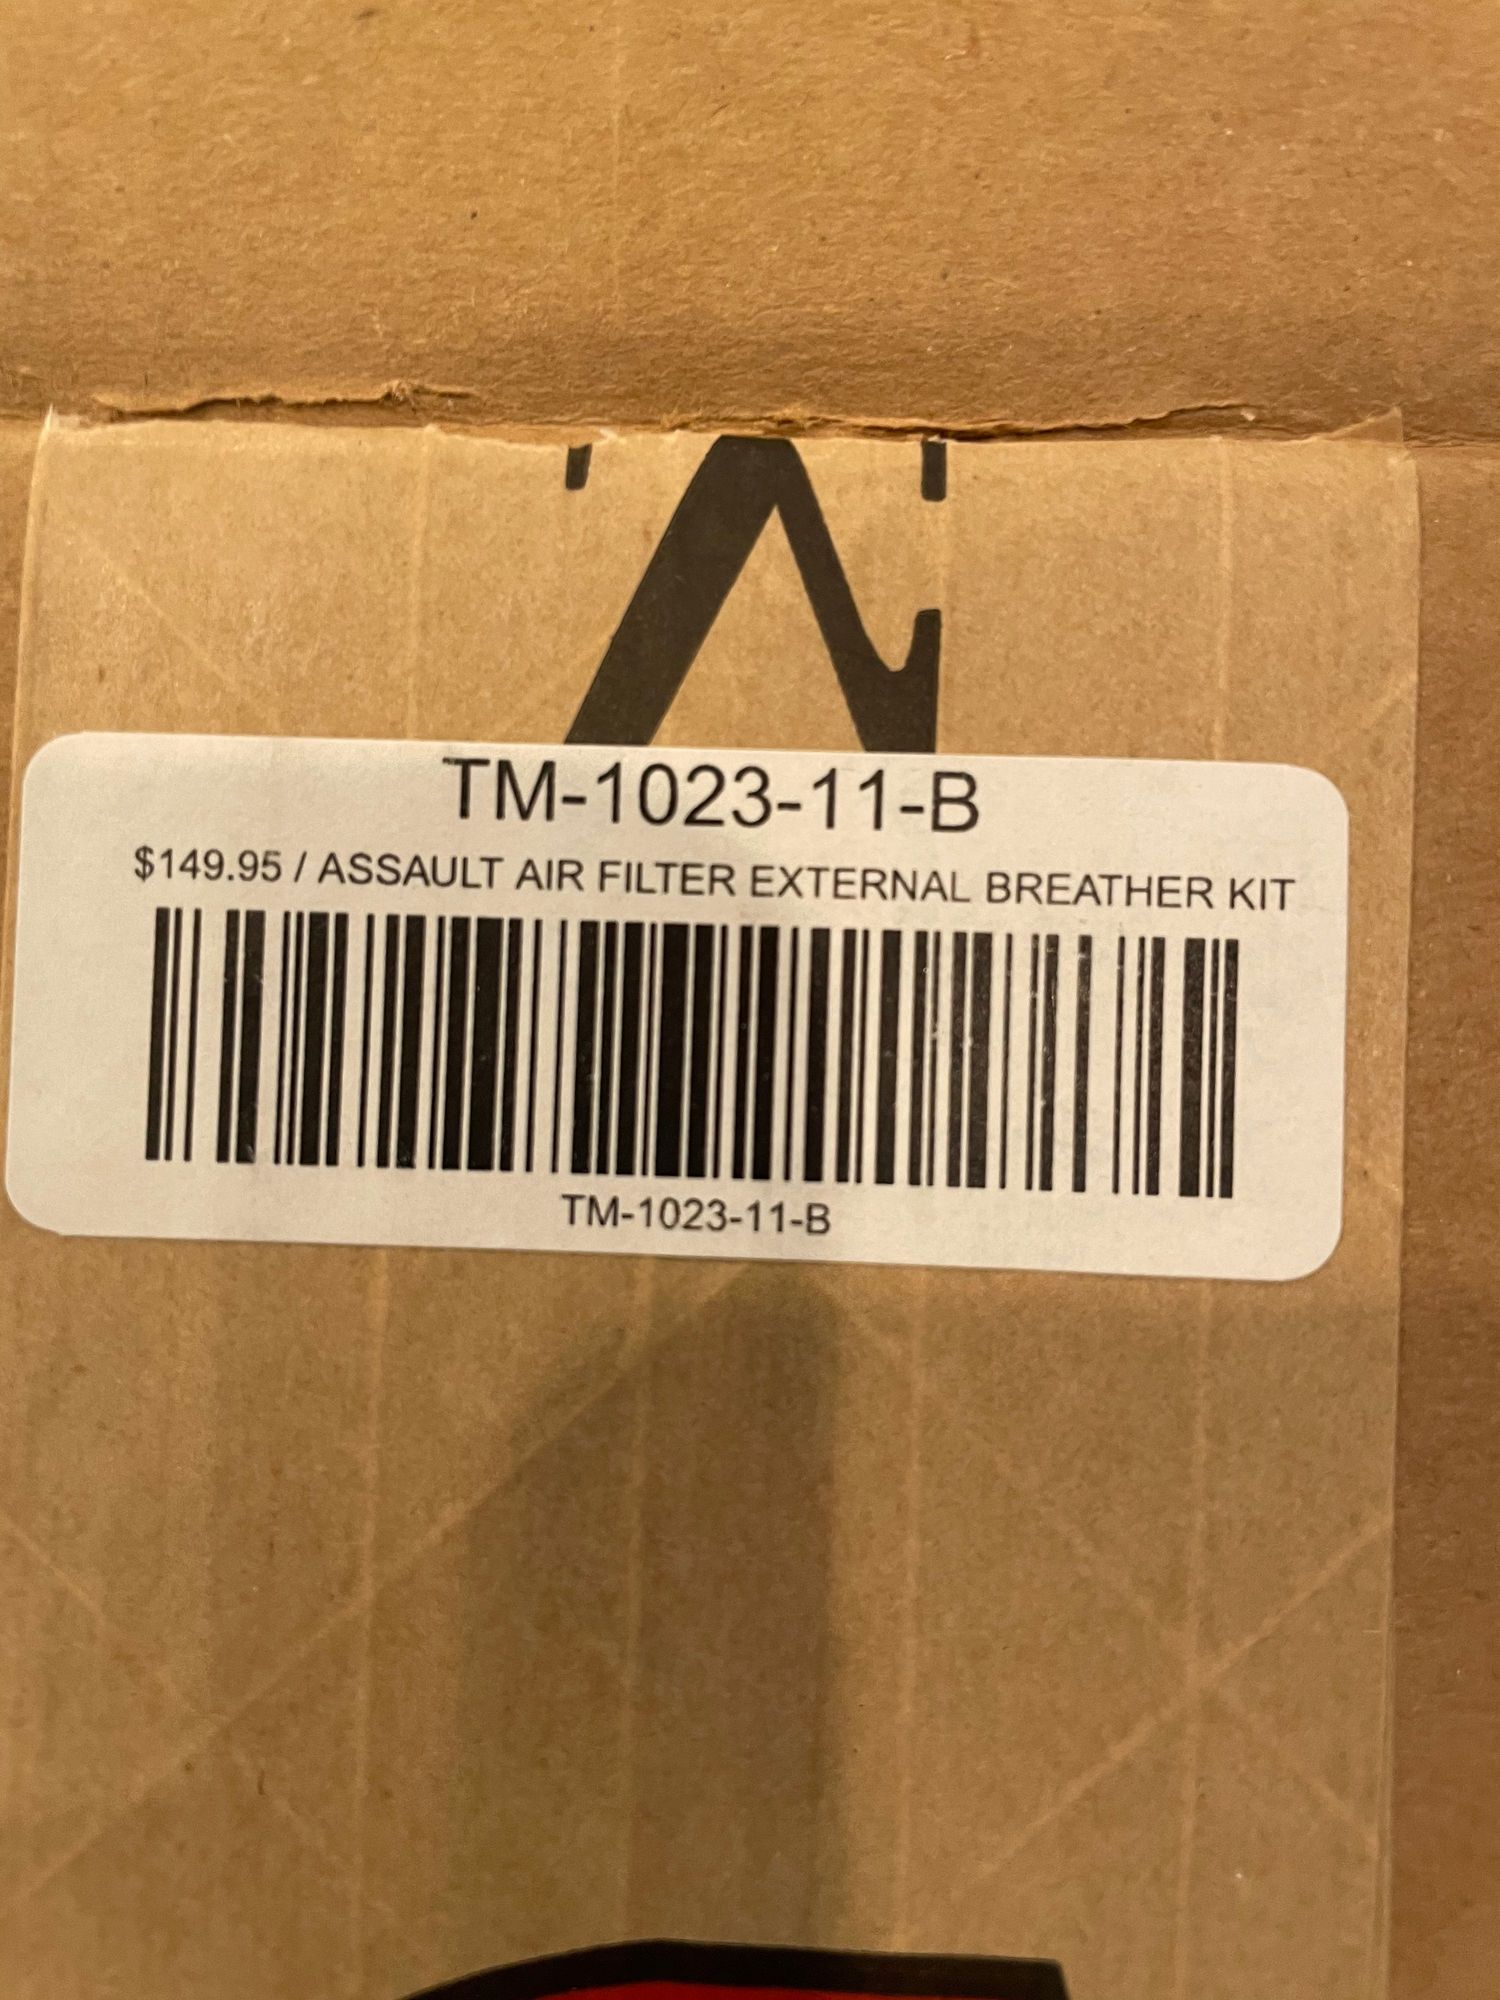 TM-1023-11-B
$149.95 / ASSAULT AIR FILTER EXTERNAL BREATHER KIT
TM-1023-11-B